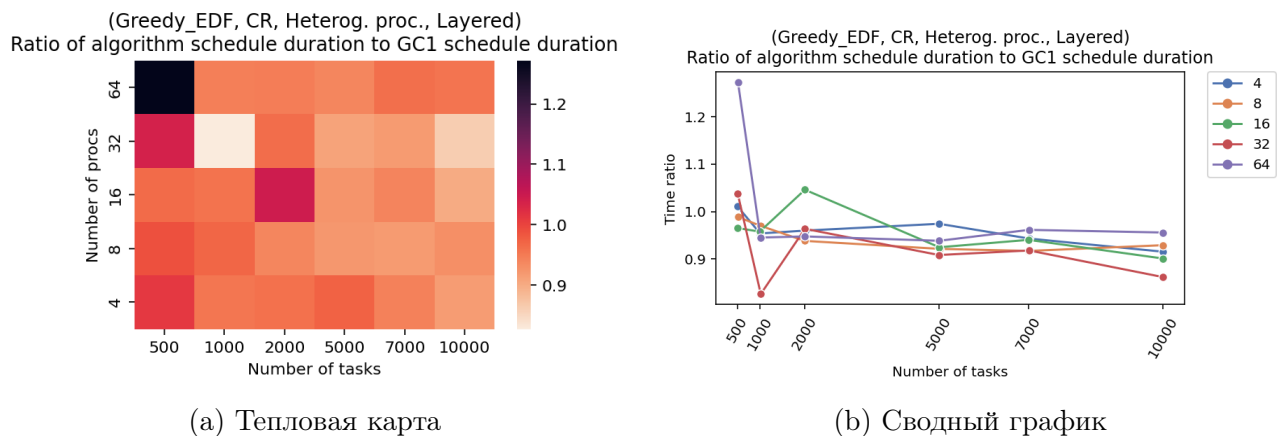 (Greedy_EDF, CR, Heterog. proc., Layered)
Ratio of algorithm schedule duration to GC1 schedule duration
Number of procs
64
32
16
8
4
500 1000 2000 5000 7000 10000
Number of tasks
1.2
1.1
1.0
0.9
(a) Тепловая карта
(Greedy_EDF, CR, Heterog. proc., Layered)
Ratio of algorithm schedule duration to GC1 schedule duration
Time ratio
1.2
1.1
1.0
0.9
500 1000 2000 5000 7000 10000
Number of tasks
4
8
16
32
64
(b) Сводный график